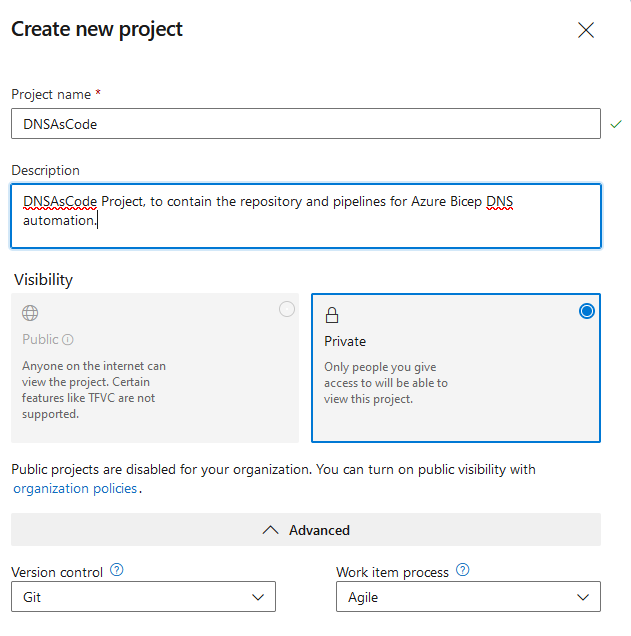 Create new project
Project name *
DNSAsCode
Description
DNSAsCode Project, to contain the repository and pipelines for Azure Bicep DNS
automation.
Visibility
Public
Anyone on the internet can
view the project. Certain
features like TFVC are not
supported.
Private
Only people you give
access to will be able to
view this project.
Public projects are disabled for your organization. You can turn on public visibility with
organization policies.
Advanced
Version control ?
Git
Work item process ?
Agile